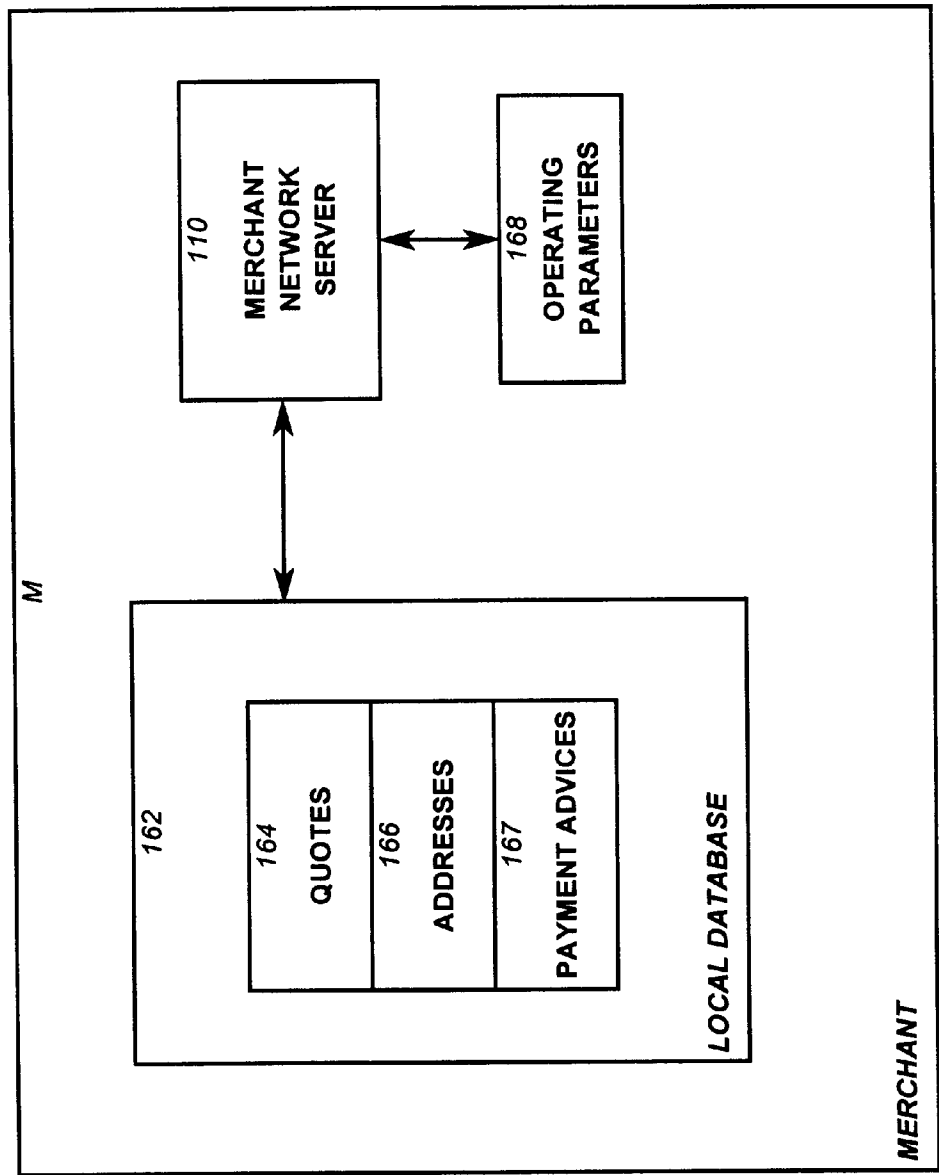 M
162
164
QUOTES
166
ADDRESSES
167
PAYMENT ADVICES
LOCAL DATABASE
110
MERCHANT
NETWORK
SERVER
168
OPERATING
PARAMETERS
MERCHANT